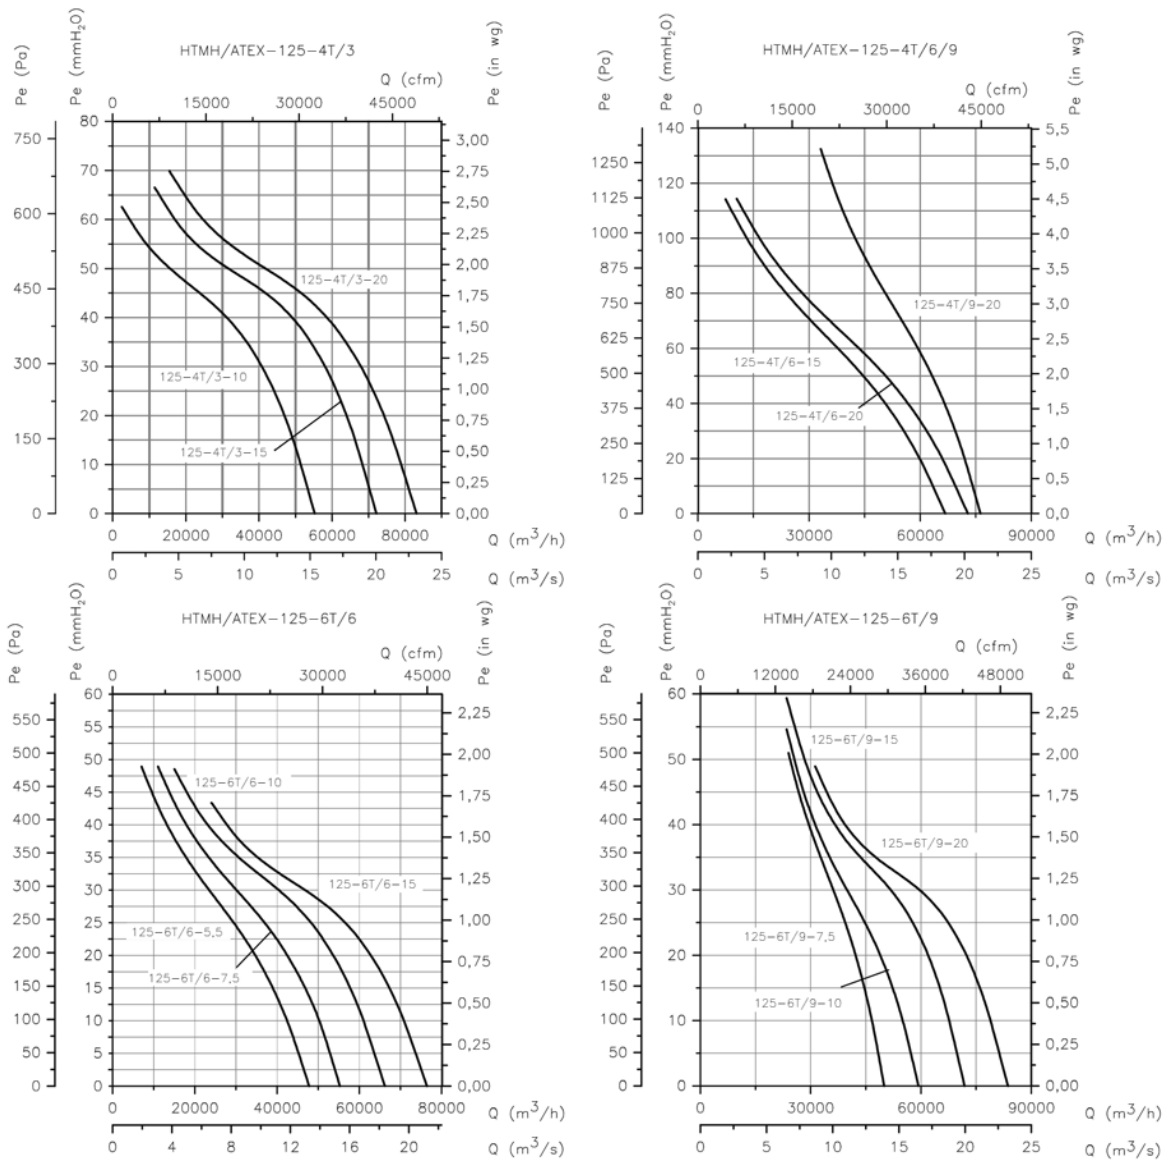 HTMH/ATEX-125-4T/3
Q (cfm)
0 15000 30000 45000
Pe (Pa)
750
600
450
300
150
0
Pe (mmH2O)
80
70
60
50
40
30
20
10
0
Pe (in wg)
3,00
2,75
2,50
2,25
2,00
1,75
1,50
1,25
1,00
0,75
0,50
0,25
0,00
125-4T/3-20
125-4T/3-10
125-4T/3-15
0 20000 40000 60000 80000 Q (m³/h)
0 5 10 15 20 25 Q (m³/s)
HTMH/ATEX-125-4T/6/9
Q (cfm)
0 15000 30000 45000
Pe (Pa)
1250
1125
1000
875
750
625
500
375
250
125
0
Pe (mmH2O)
140
120
100
80
60
40
20
0
Pe (in wg)
5,5
5,0
4,5
4,0
3,5
3,0
2,5
2,0
1,5
1,0
0,5
0,0
125-4T/9-20
125-4T/6-15
125-4T/6-20
0 30000 60000 90000 Q (m³/h)
0 5 10 15 20 25 Q (m³/s)
HTMH/ATEX-125-6T/6
Q (cfm)
0 15000 30000 45000
Pe (Pa)
550
500
450
400
350
300
250
200
150
100
50
0
Pe (mmH2O)
60
55
50
45
40
35
30
25
20
15
10
5
0
Pe (in wg)
2,25
2,00
1,75
1,50
1,25
1,00
0,75
0,50
0,25
0,00
125-6T/6-10
125-6T/6-15
125-6T/6-5.5
125-6T/6-7.5
0 20000 40000 60000 80000 Q (m³/h)
0 4 8 12 16 20 Q (m³/s)
HTMH/ATEX-125-6T/9
Q (cfm)
0 12000 24000 36000 48000
Pe (Pa)
550
500
450
400
350
300
250
200
150
100
50
0
Pe (mmH2O)
60
50
40
30
20
10
0
Pe (in wg)
2,25
2,00
1,75
1,50
1,25
1,00
0,75
0,50
0,25
0,00
125-6T/9-15
125-6T/9-20
125-6T/9-7.5
125-6T/9-10
0 30000 60000 90000 Q (m³/h)
0 5 10 15 20 25 Q (m³/s)